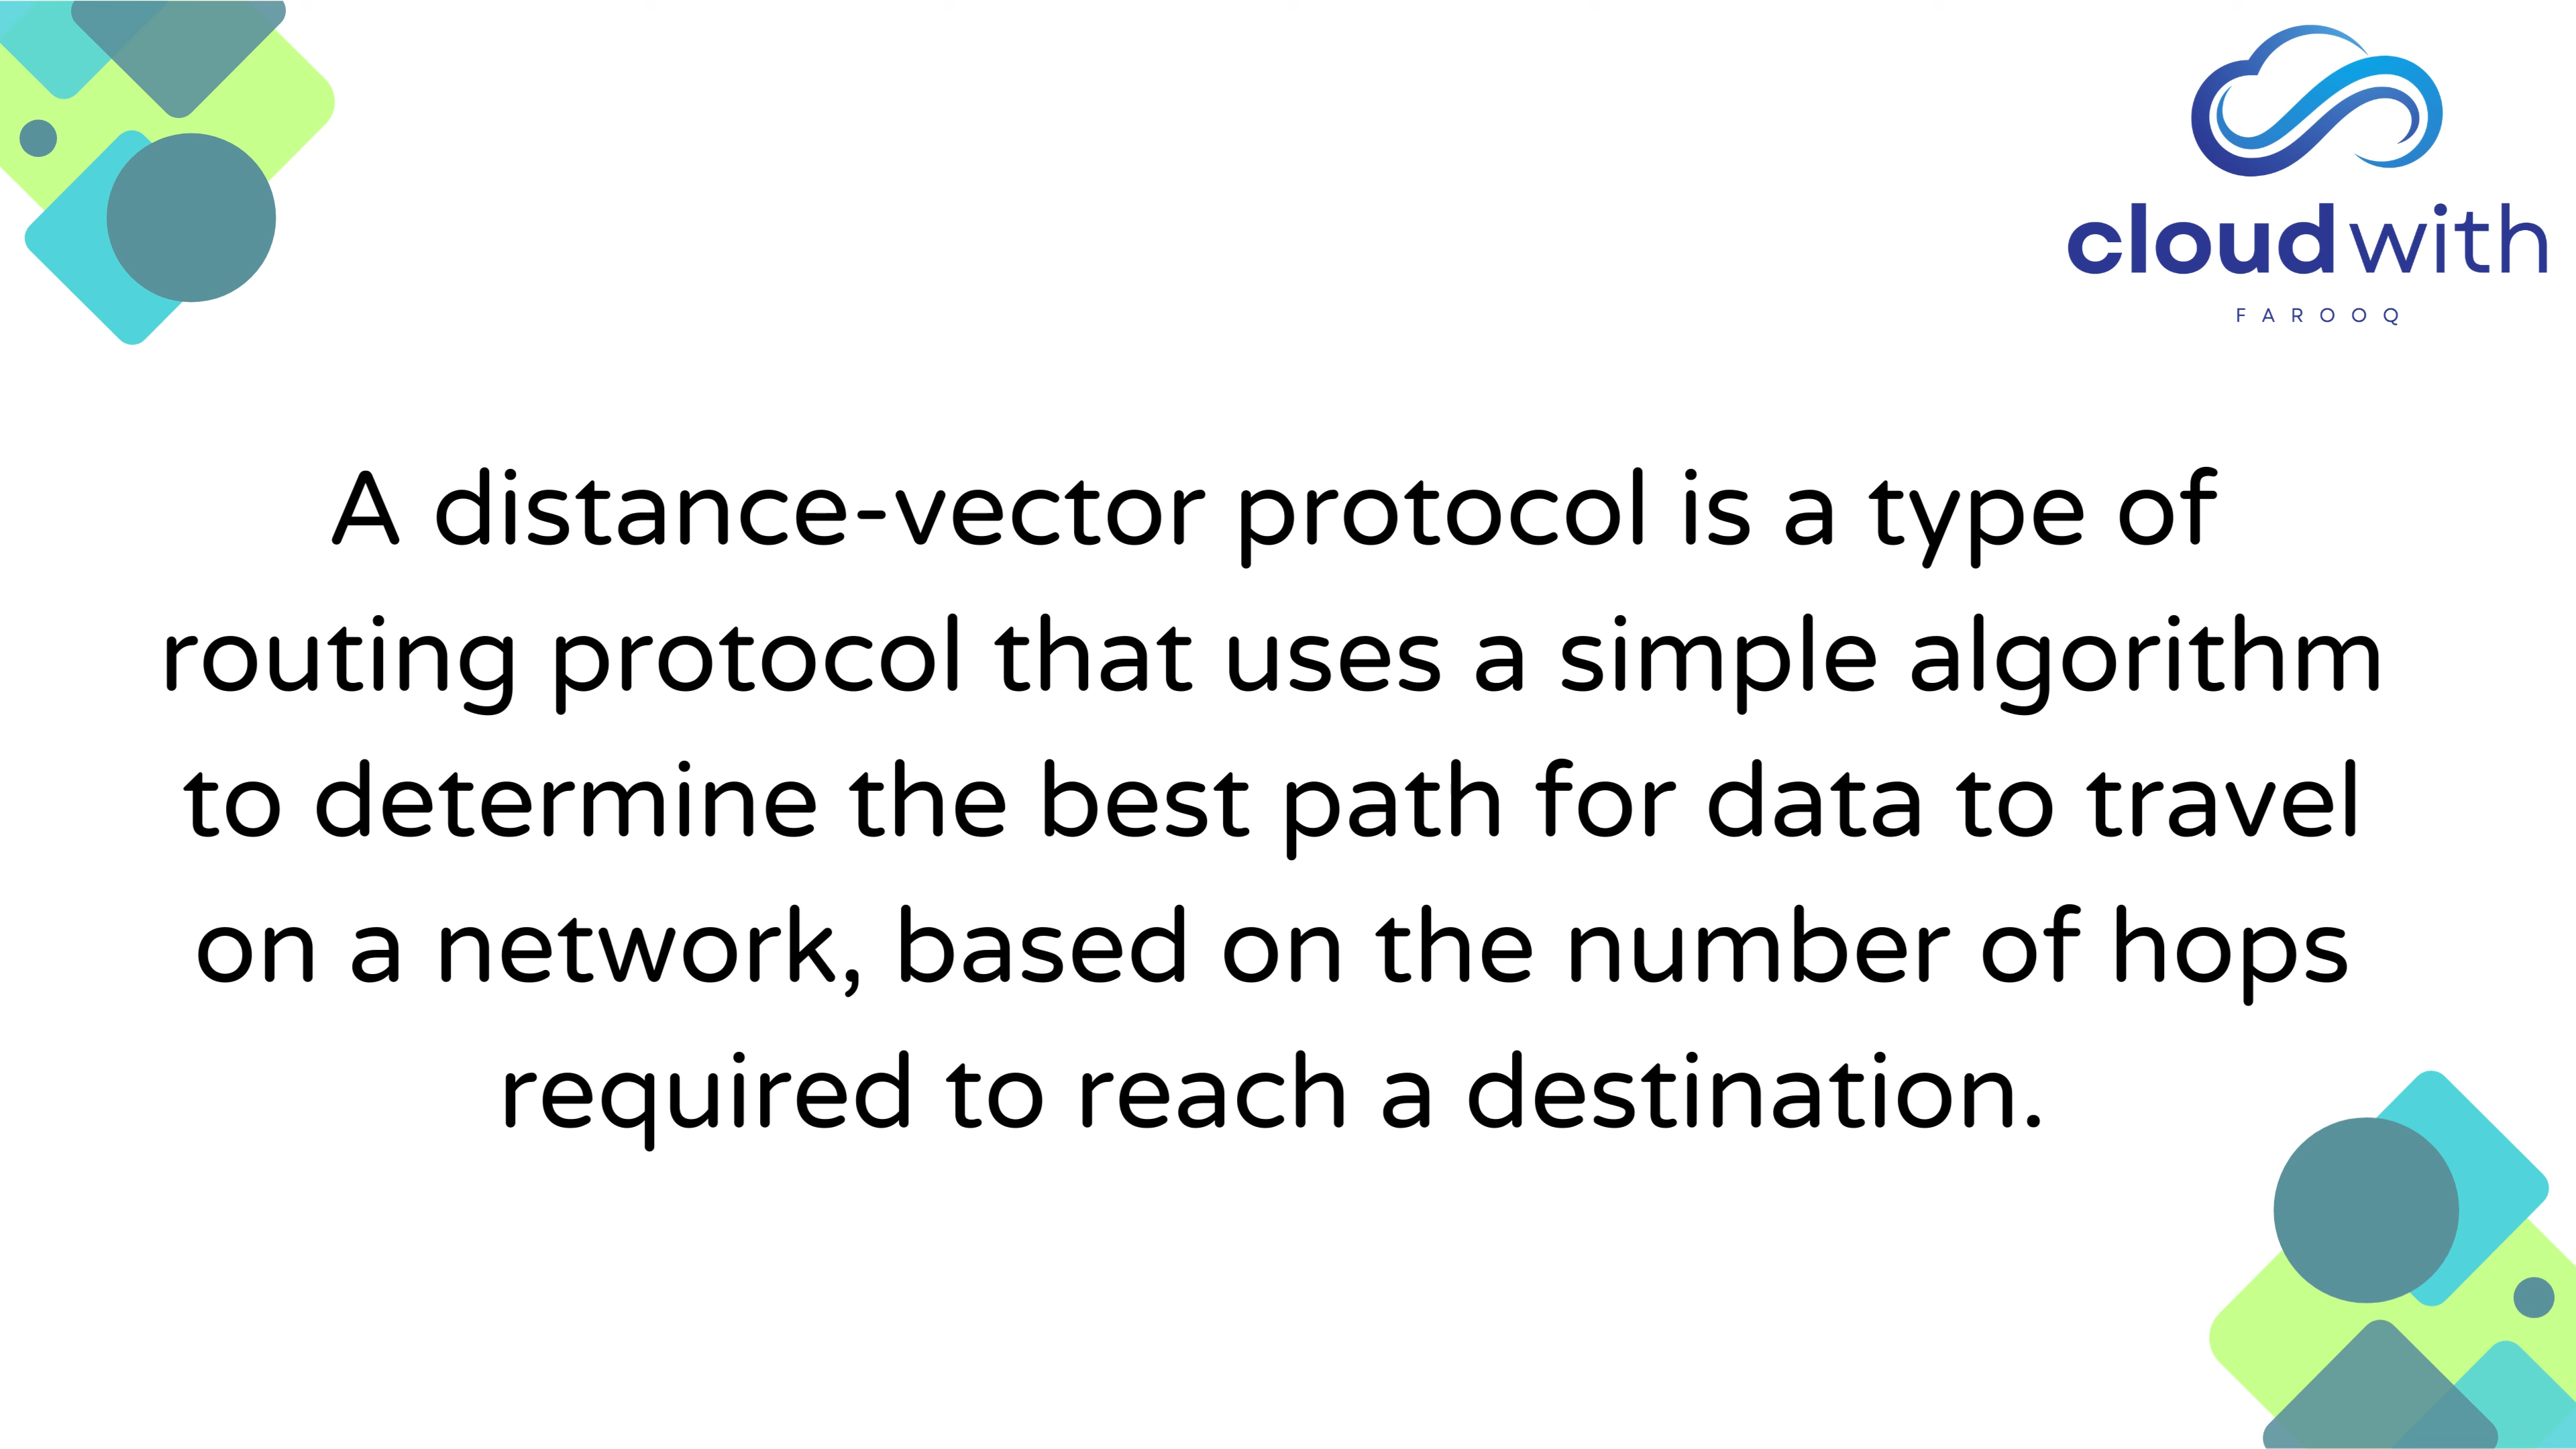 cloudwith
FAROOQ
A distance-vector protocol is a type of
routing protocol that uses a simple algorithm
to determine the best path for data to travel
on a network, based on the number of hops
required to reach a destination.